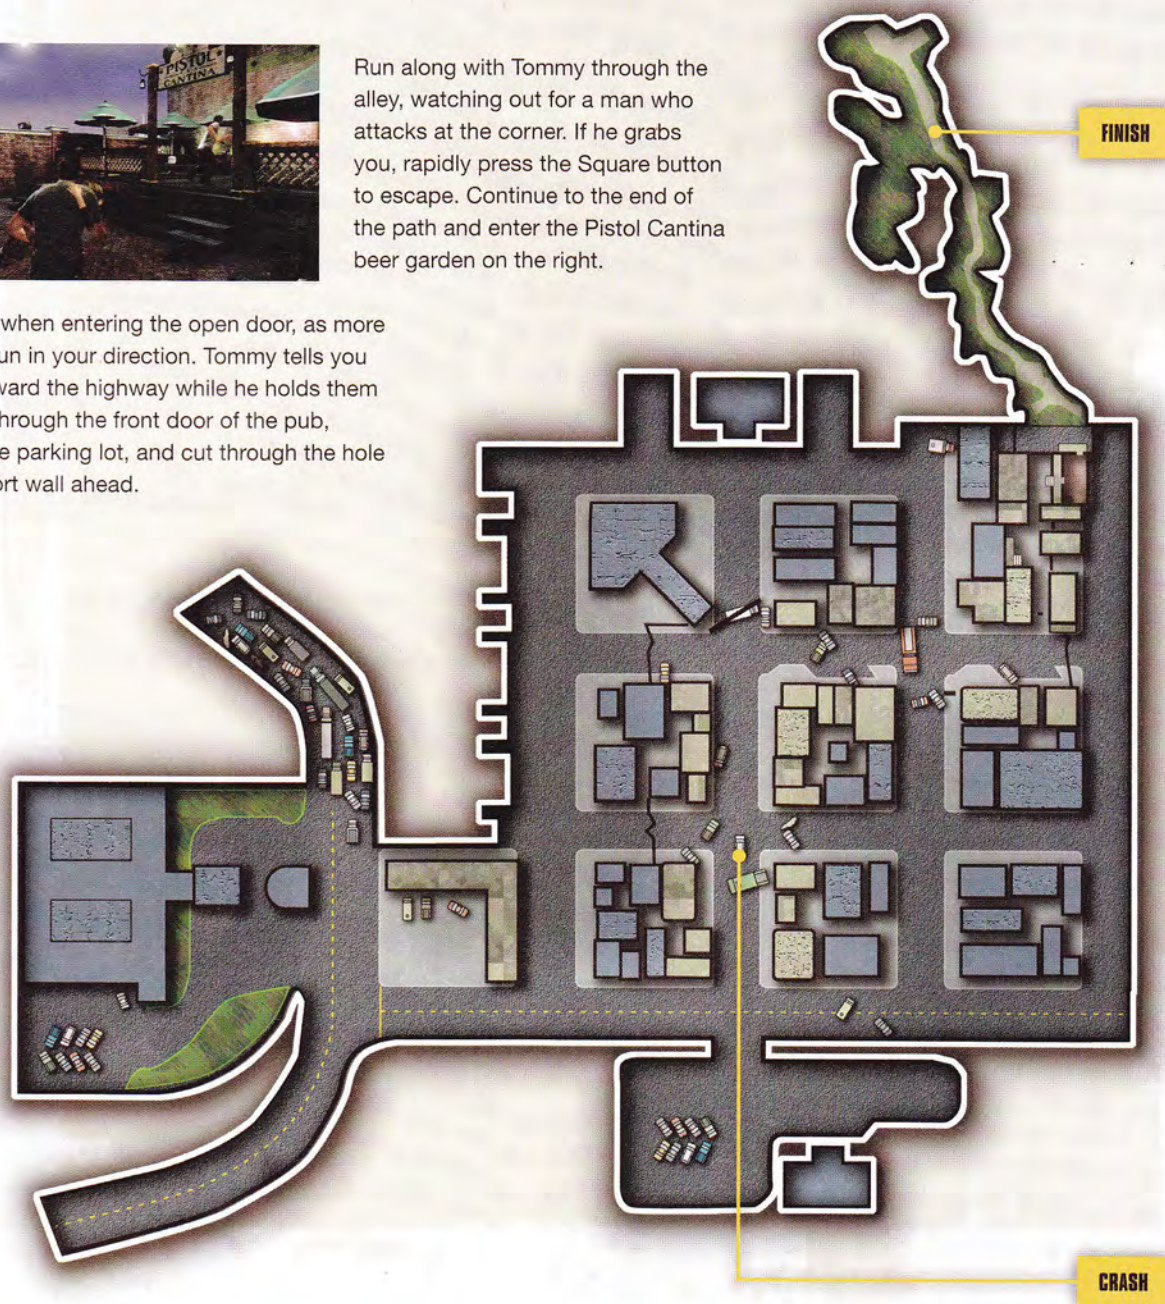 PISTOL
CANTINA
Run along with Tommy through the
alley, watching out for a man who
attacks at the corner. If he grabs
you, rapidly press the Square button
to escape. Continue to the end of
the path and enter the Pistol Cantina
beer garden on the right.
when entering the open door, as more
un in your direction. Tommy tells you
ward the highway while he holds them
hrough the front door of the pub,
e parking lot, and cut through the hole
ort wall ahead.
FINISH
CRASH